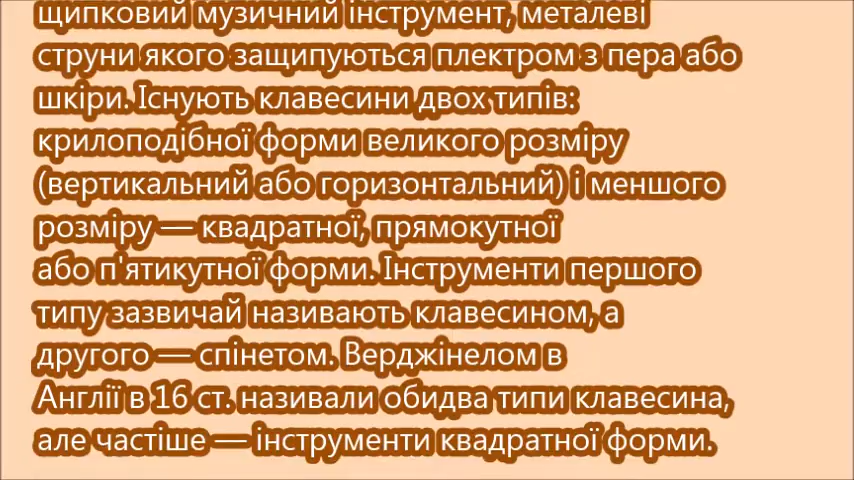 щипковий музичний інструмент, металеві
струни якого защипуються плектром з пера або
шкіри. Існують клавесини двох типів:
крилоподібної форми великого розміру
(вертикальний або горизонтальний) і меншого
розміру — квадратної, прямокутної
або п'ятикутної форми. Інструменти першого
типу зазвичай називають клавесином, а
другого — спінетом. Верджінелом в
Англії в 16 ст. називали обидва типи клавесина,
але частіше — інструменти квадратної форми.